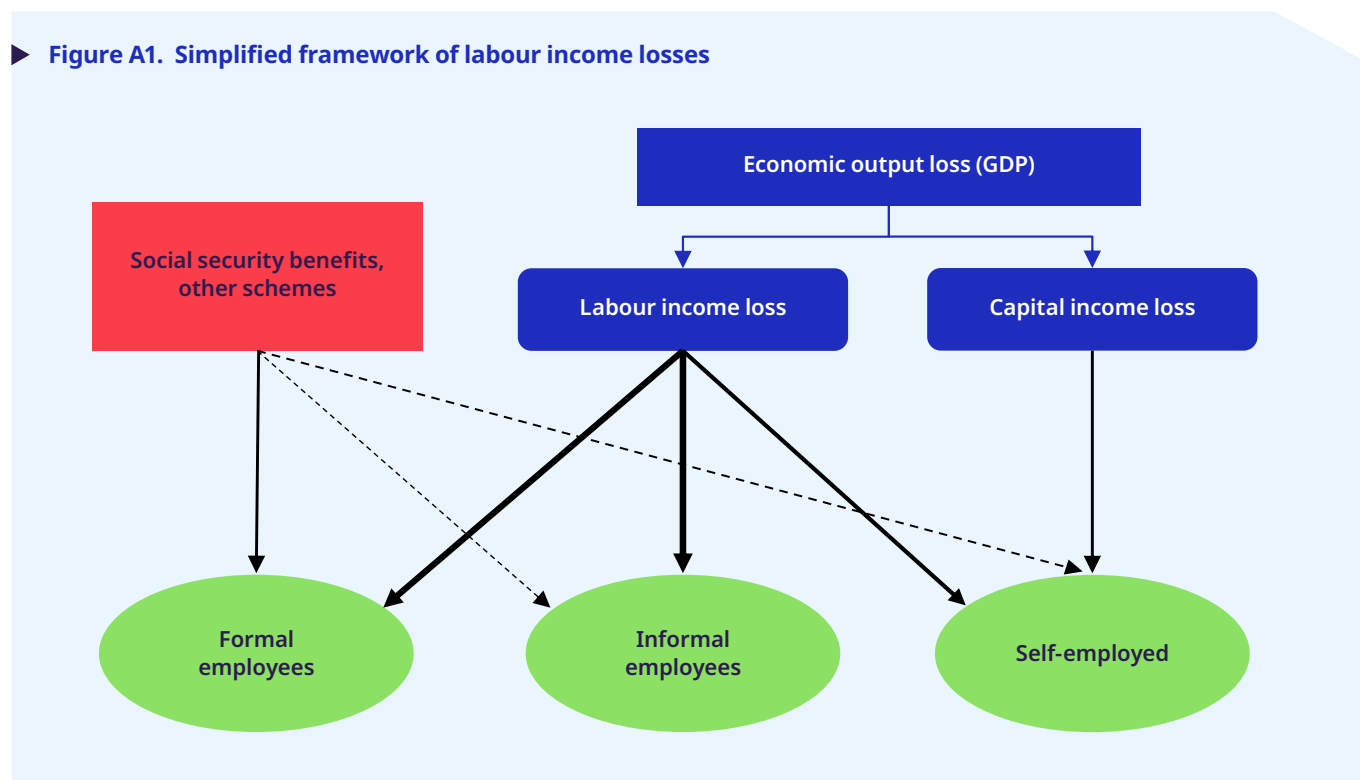 Figure A1. Simplified framework of labour income losses
Economic output loss (GDP)
Social security benefits,
other schemes
Labour income loss
Capital income loss
Formal
employees
Informal
employees
Self-employed